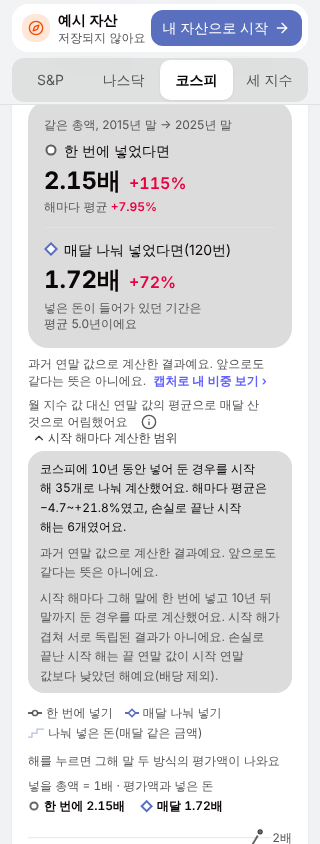 예시 자산
저장되지 않아요
내 자산으로 시작 →
S&P
나스닥
코스피
세 지수
같은 총액, 2015년 말 → 2025년 말
한 번에 넣었다면
2.15배 +115%
해마다 평균 +7.95%
매달 나눠 넣었다면(120번)
1.72배 +72%
넣은 돈이 들어가 있던 기간은
평균 5.0년이에요
과거 연말 값으로 계산한 결과예요. 앞으로도
같다는 뜻은 아니에요. 캡처로 내 비중 보기 ›
월 지수 값 대신 연말 값의 평균으로 매달 산
것으로 어림했어요
시작 해마다 계산한 범위
코스피에 10년 동안 넣어 둔 경우를 시작
해 35개로 나눠 계산했어요. 해마다 평균은
−4.7~+21.8%였고, 손실로 끝난 시작
해는 6개였어요.
과거 연말 값으로 계산한 결과예요. 앞으로도
같다는 뜻은 아니에요.
시작 해마다 그해 말에 한 번에 넣고 10년 뒤
말까지 둔 경우를 따로 계산했어요. 시작 해가
겹쳐 서로 독립된 결과가 아니에요. 손실로
끝난 시작 해는 끝 연말 값이 시작 연말
값보다 낮았던 해예요(배당 제외).
한 번에 넣기 매달 나눠 넣기
나눠 넣은 돈(매달 같은 금액)
해를 누르면 그해 말 두 방식의 평가액이 나와요
넣을 총액 = 1배 · 평가액과 넣은 돈
한 번에 2.15배 매달 1.72배
2배